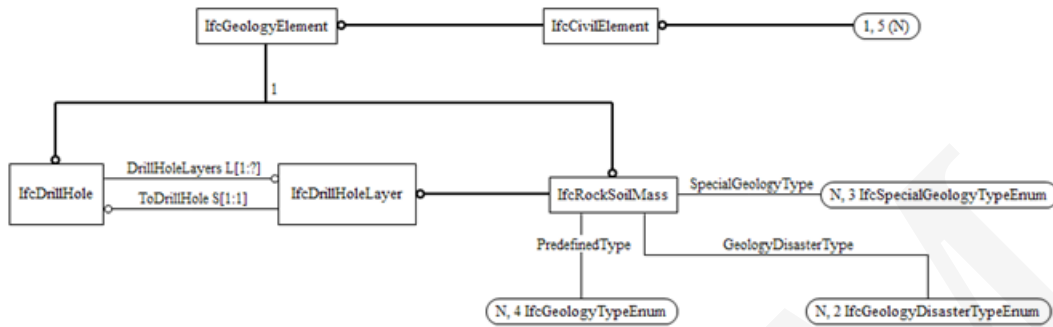 IfcGeologyElement
IfcCivilElement
1, 5 (N)
1
IfcDrillHole
DrillHoleLayers L[1:?]
ToDrillHole S[1:1]
IfcDrillHoleLayer
IfcRockSoilMass
SpecialGeologyType
N, 3 IfcSpecialGeologyTypeEnum
PredefinedType
GeologyDisasterType
N, 4 IfcGeologyTypeEnum
N, 2 IfcGeologyDisasterTypeEnum